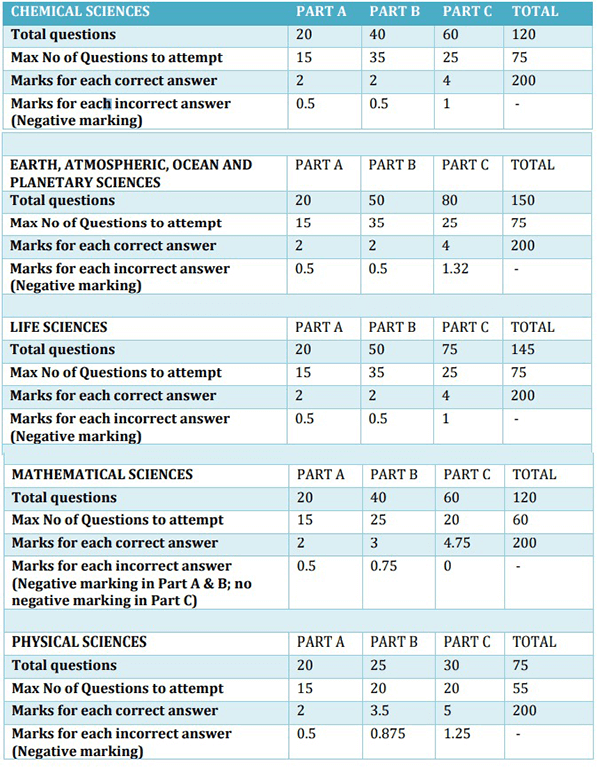 CHEMICAL SCIENCES PART A PART B PART C TOTAL
Total questions 20 40 60 120
Max No of Questions to attempt 15 35 25 75
Marks for each correct answer 2 2 4 200
Marks for each incorrect answer 0.5 0.5 1 -
(Negative marking)
EARTH, ATMOSPHERIC, OCEAN AND PART A PART B PART C TOTAL
PLANETARY SCIENCES
Total questions 20 50 80 150
Max No of Questions to attempt 15 35 25 75
Marks for each correct answer 2 2 4 200
Marks for each incorrect answer 0.5 0.5 1.32 -
(Negative marking)
LIFE SCIENCES PART A PART B PART C TOTAL
Total questions 20 50 75 145
Max No of Questions to attempt 15 35 25 75
Marks for each correct answer 2 2 4 200
Marks for each incorrect answer 0.5 0.5 1 -
(Negative marking)
MATHEMATICAL SCIENCES PART A PART B PART C TOTAL
Total questions 20 40 60 120
Max No of Questions to attempt 15 25 20 60
Marks for each correct answer 2 3 4.75 200
Marks for each incorrect answer 0.5 0.75 0 -
(Negative marking in Part A & B; no
negative marking in Part C)
PHYSICAL SCIENCES PART A PART B PART C TOTAL
Total questions 20 25 30 75
Max No of Questions to attempt 15 20 20 55
Marks for each correct answer 2 3.5 5 200
Marks for each incorrect answer 0.5 0.875 1.25 -
(Negative marking)